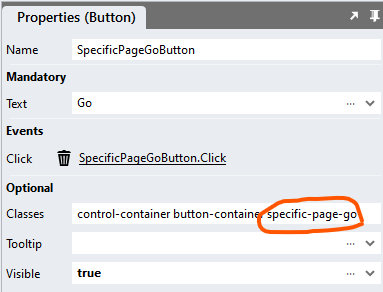 Properties (Button)
Name SpecificPageGoButton
Mandatory
Text Go ...
Events
Click SpecificPageGoButton.Click
Optional
Classes control-container button-container specific-page-go
Tooltip ...
Visible true ...